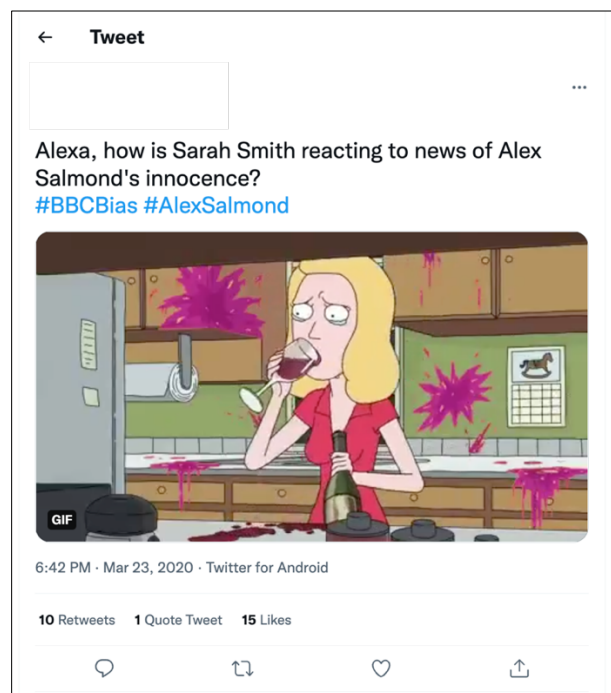 Tweet
Alexa, how is Sarah Smith reacting to news of Alex
Salmond's innocence?
#BBCBias #AlexSalmond
GIF
6:42 PM · Mar 23, 2020 · Twitter for Android
10 Retweets 1 Quote Tweet 15 Likes